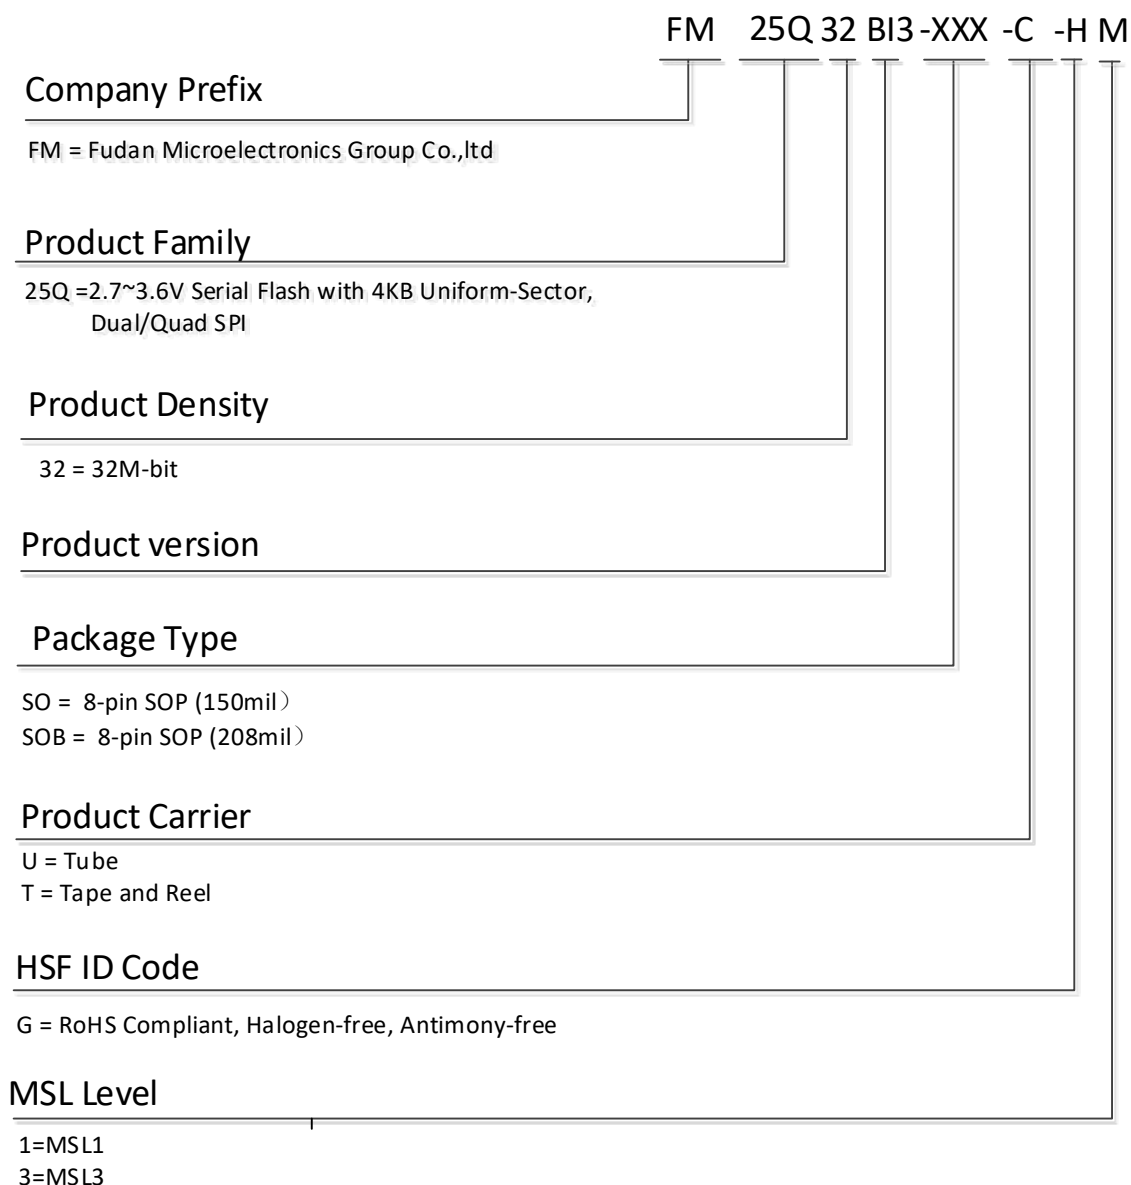 FM 25Q 32 BI3 -XXX -C -H M
Company Prefix
FM = Fudan Microelectronics Group Co.,ltd
Product Family
25Q =2.7~3.6V Serial Flash with 4KB Uniform-Sector,
Dual/Quad SPI
Product Density
32 = 32M-bit
Product version
Package Type
SO = 8-pin SOP (150mil）
SOB = 8-pin SOP (208mil）
Product Carrier
U = Tube
T = Tape and Reel
HSF ID Code
G = RoHS Compliant, Halogen-free, Antimony-free
MSL Level
1=MSL1
3=MSL3